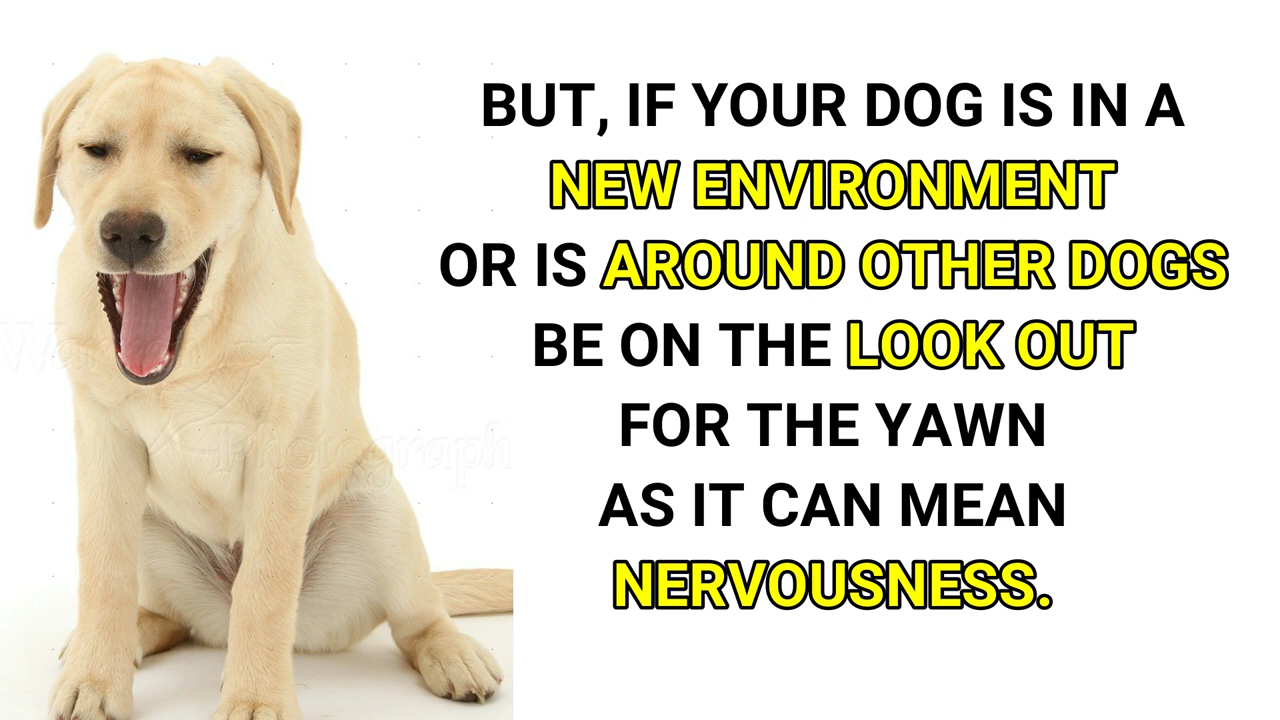 BUT, IF YOUR DOG IS IN A
NEW ENVIRONMENT
OR IS AROUND OTHER DOGS
BE ON THE LOOK OUT
FOR THE YAWN
AS IT CAN MEAN
NERVOUSNESS.